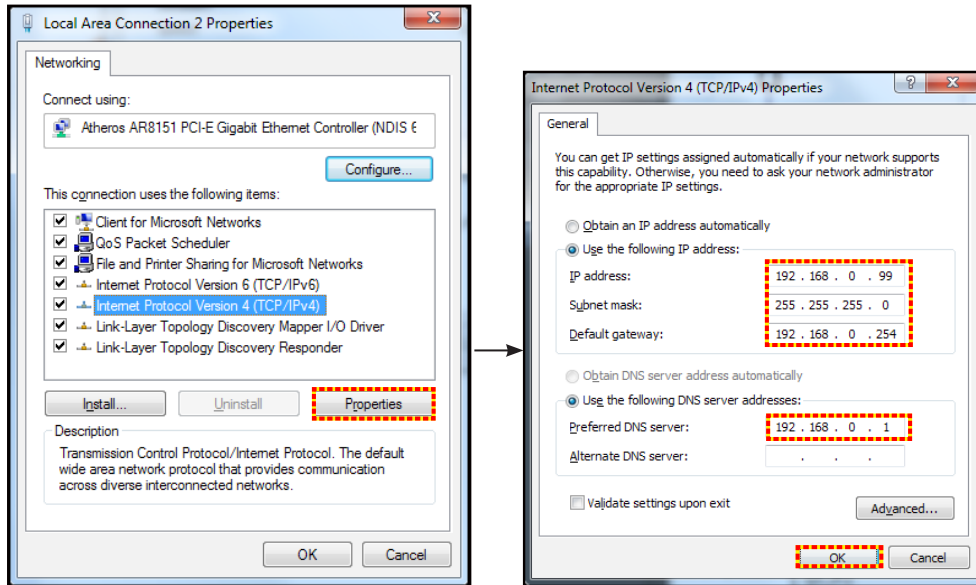 Local Area Connection 2 Properties
Networking
Connect using:
Atheros AR8151 PCI-E Gigabit Ethernet Controller (NDIS 6
Configure...
This connection uses the following items:
Client for Microsoft Networks
QoS Packet Scheduler
File and Printer Sharing for Microsoft Networks
Internet Protocol Version 6 (TCP/IPv6)
Internet Protocol Version 4 (TCP/IPv4)
Link-Layer Topology Discovery Mapper I/O Driver
Link-Layer Topology Discovery Responder
Install...
Uninstall
Properties
Description
Transmission Control Protocol/Internet Protocol. The default
wide area network protocol that provides communication
across diverse interconnected networks.
OK
Cancel
Internet Protocol Version 4 (TCP/IPv4) Properties
General
You can get IP settings assigned automatically if your network supports
this capability. Otherwise, you need to ask your network administrator
for the appropriate IP settings.
Obtain an IP address automatically
Use the following IP address:
IP address: 192 . 168 . 0 . 99
Subnet mask: 255 . 255 . 255 . 0
Default gateway: 192 . 168 . 0 . 254
Obtain DNS server address automatically
Use the following DNS server addresses:
Preferred DNS server: 192 . 168 . 0 . 1
Alternate DNS server: . . .
Validate settings upon exit
Advanced...
OK
Cancel